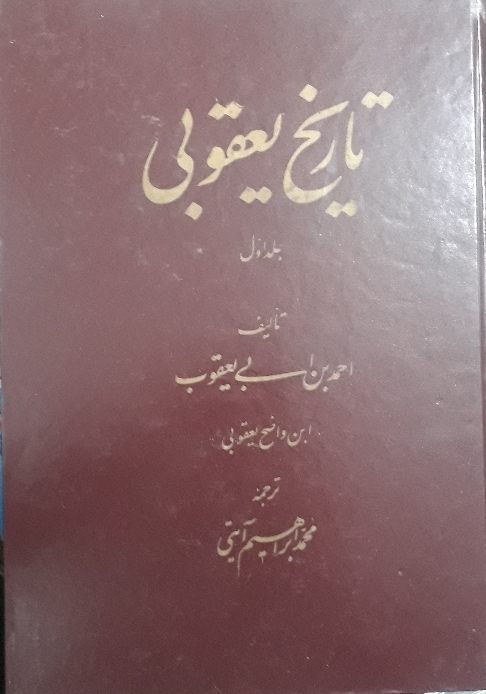 تاریخ یعقوبی
جلد اول
تألیف
احمد بن ابی یعقوب
ابن واضح یعقوبی
ترجمه
محمد ابراهیم آیتی